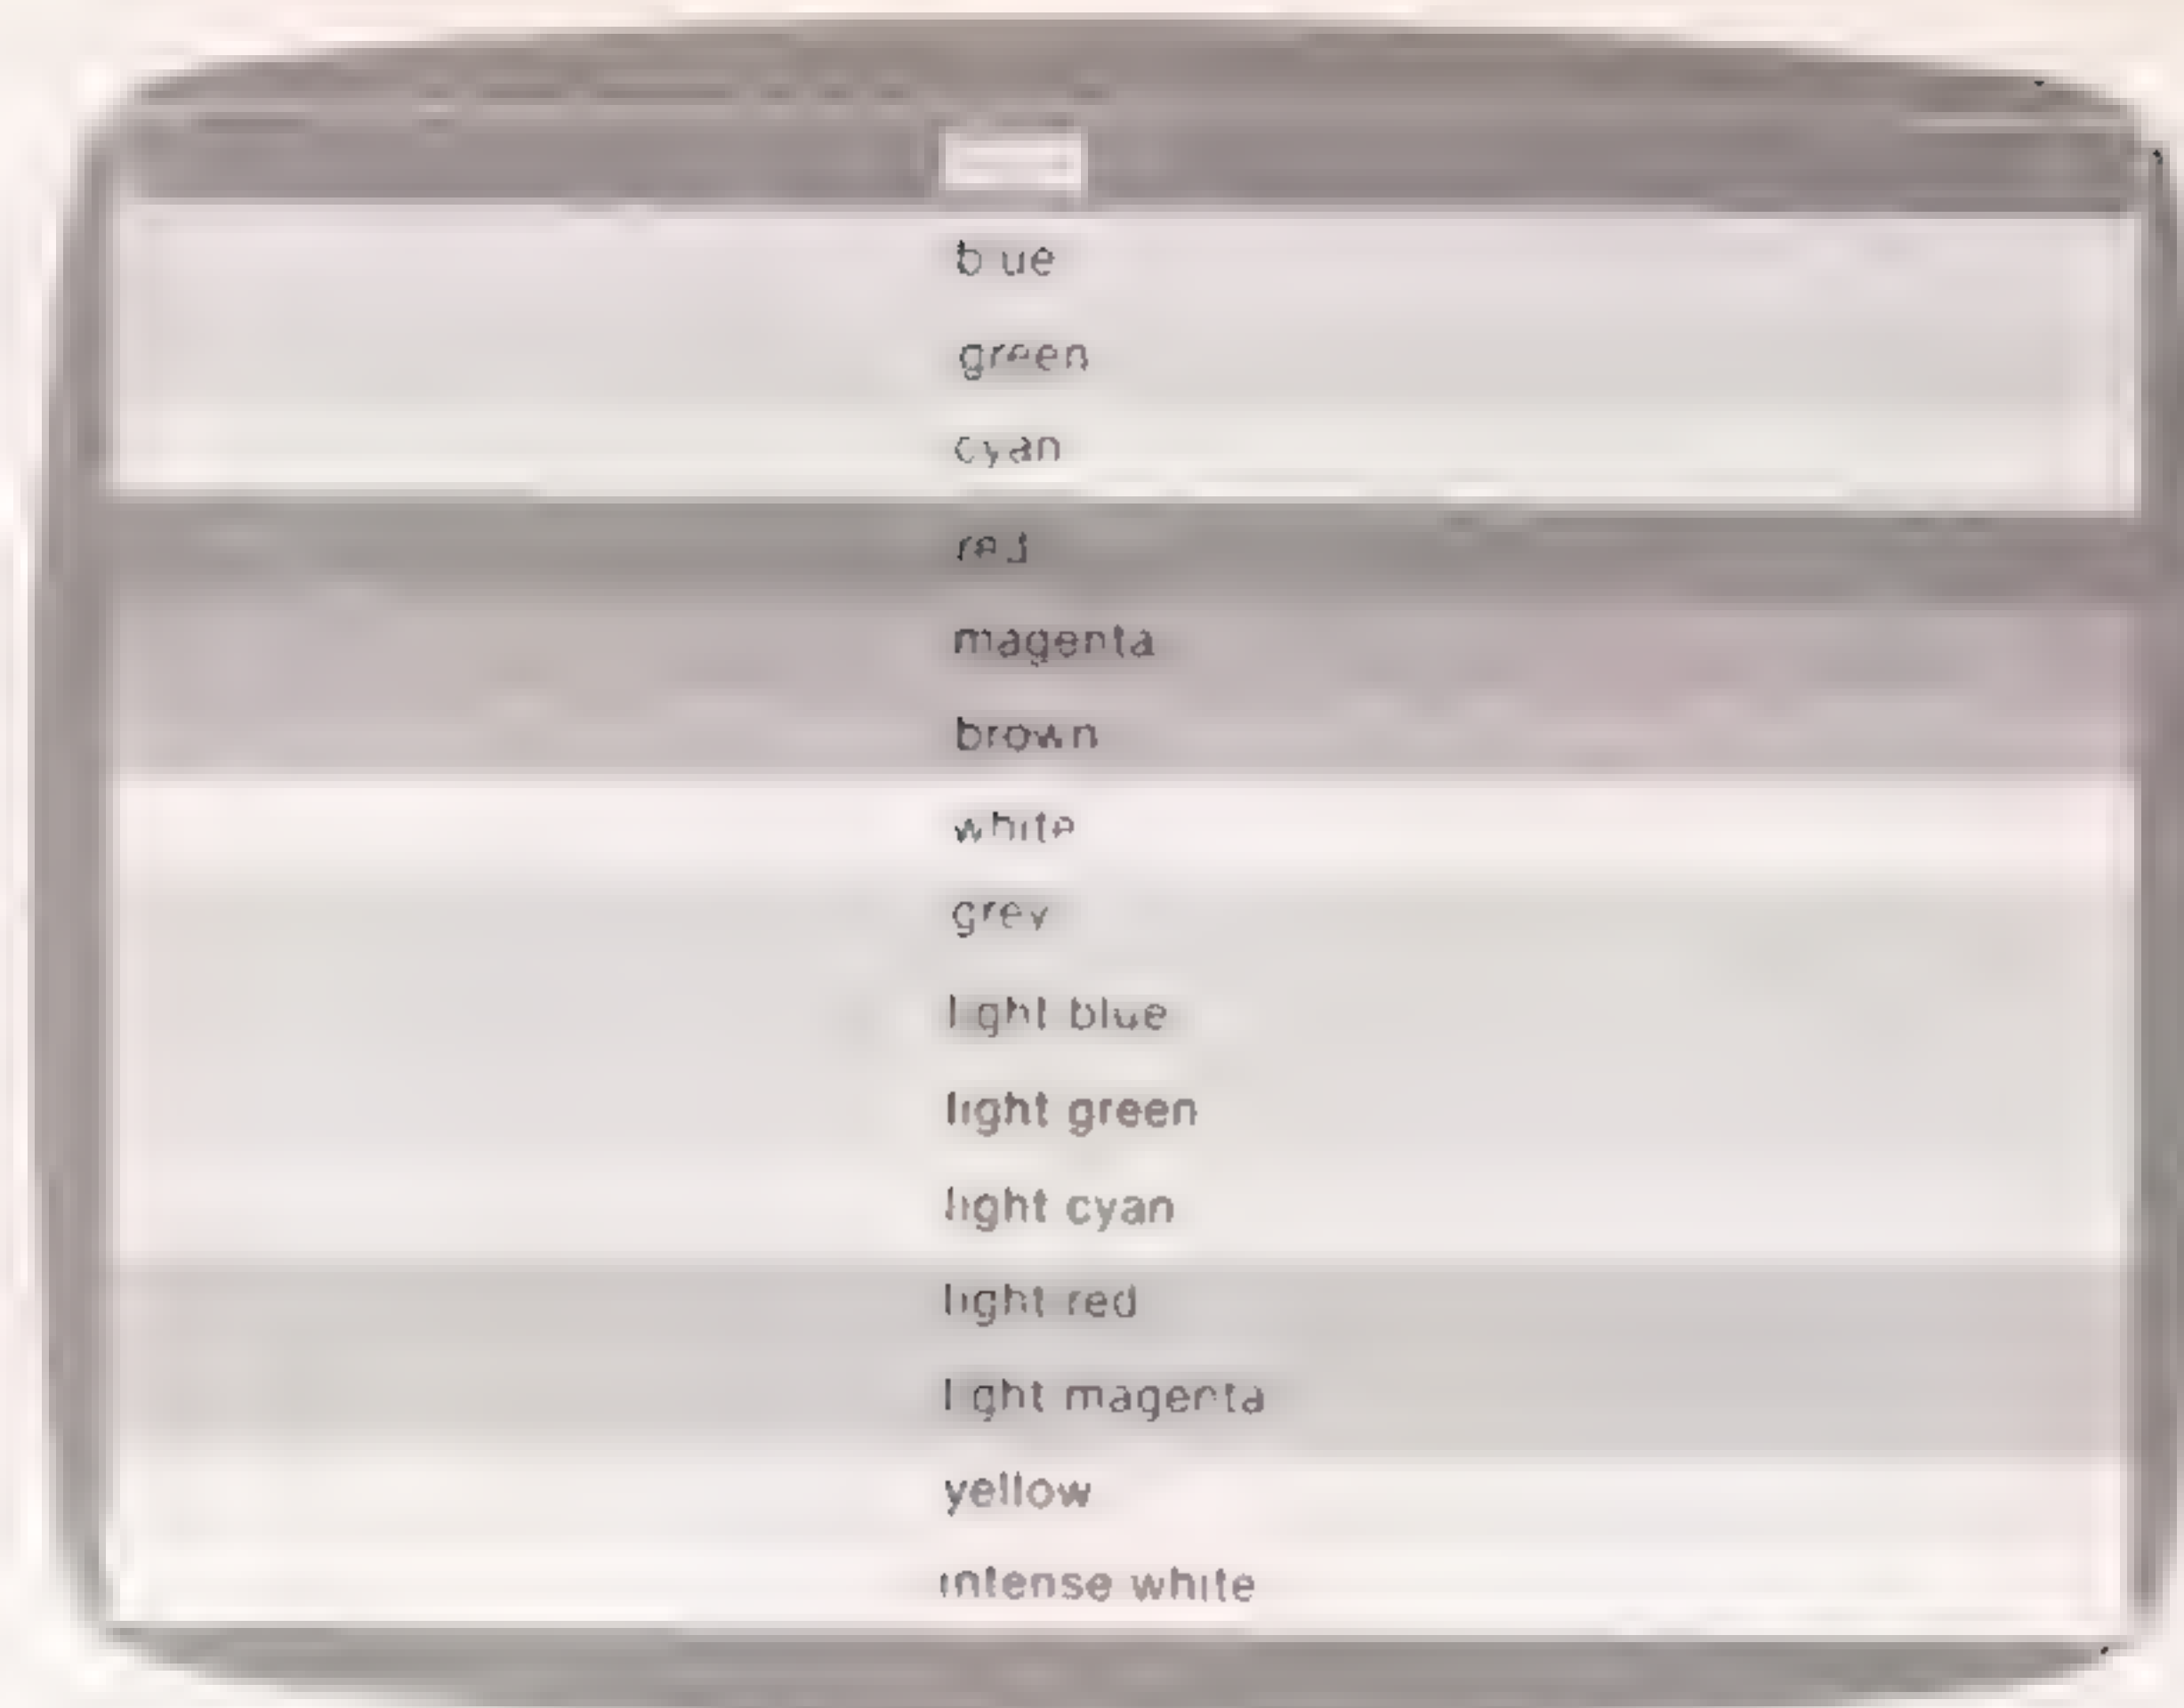 blue
green
cyan
red
magenta
brown
white
grey
light blue
light green
light cyan
light red
light magenta
yellow
intense white